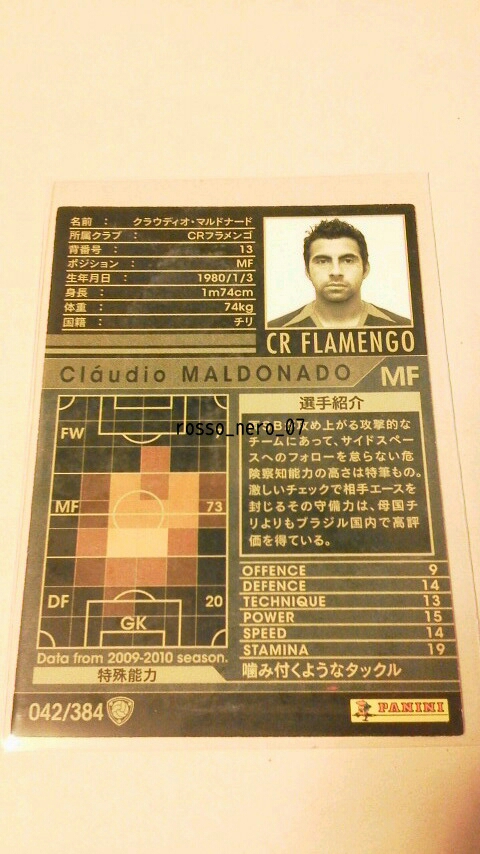 名前 : クラウディオ・マルドナード
所属クラブ : CRフラメンゴ
背番号 : 13
ポジション : MF
生年月日 : 1980/1/3
身長 : 1m74cm
体重 : 74kg
国籍 : チリ
CR FLAMENGO
Cláudio MALDONADO MF
選手紹介
め上がる攻撃的な
チームにあって、サイドスペー
スへのフォローを怠らない危
険察知能力の高さは特筆もの。
激しいチェックで相手エースを
封じるその守備力は、母国チ
リよりもブラジル国内で高評
価を得ている。
rosso_nero_07
FW
MF 73
DF 20
GK
Data from 2009-2010 season.
OFFENCE 9
DEFENCE 14
TECHNIQUE 13
POWER 15
SPEED 14
STAMINA 19
特殊能力
噛み付くようなタックル
042/384
PANINI